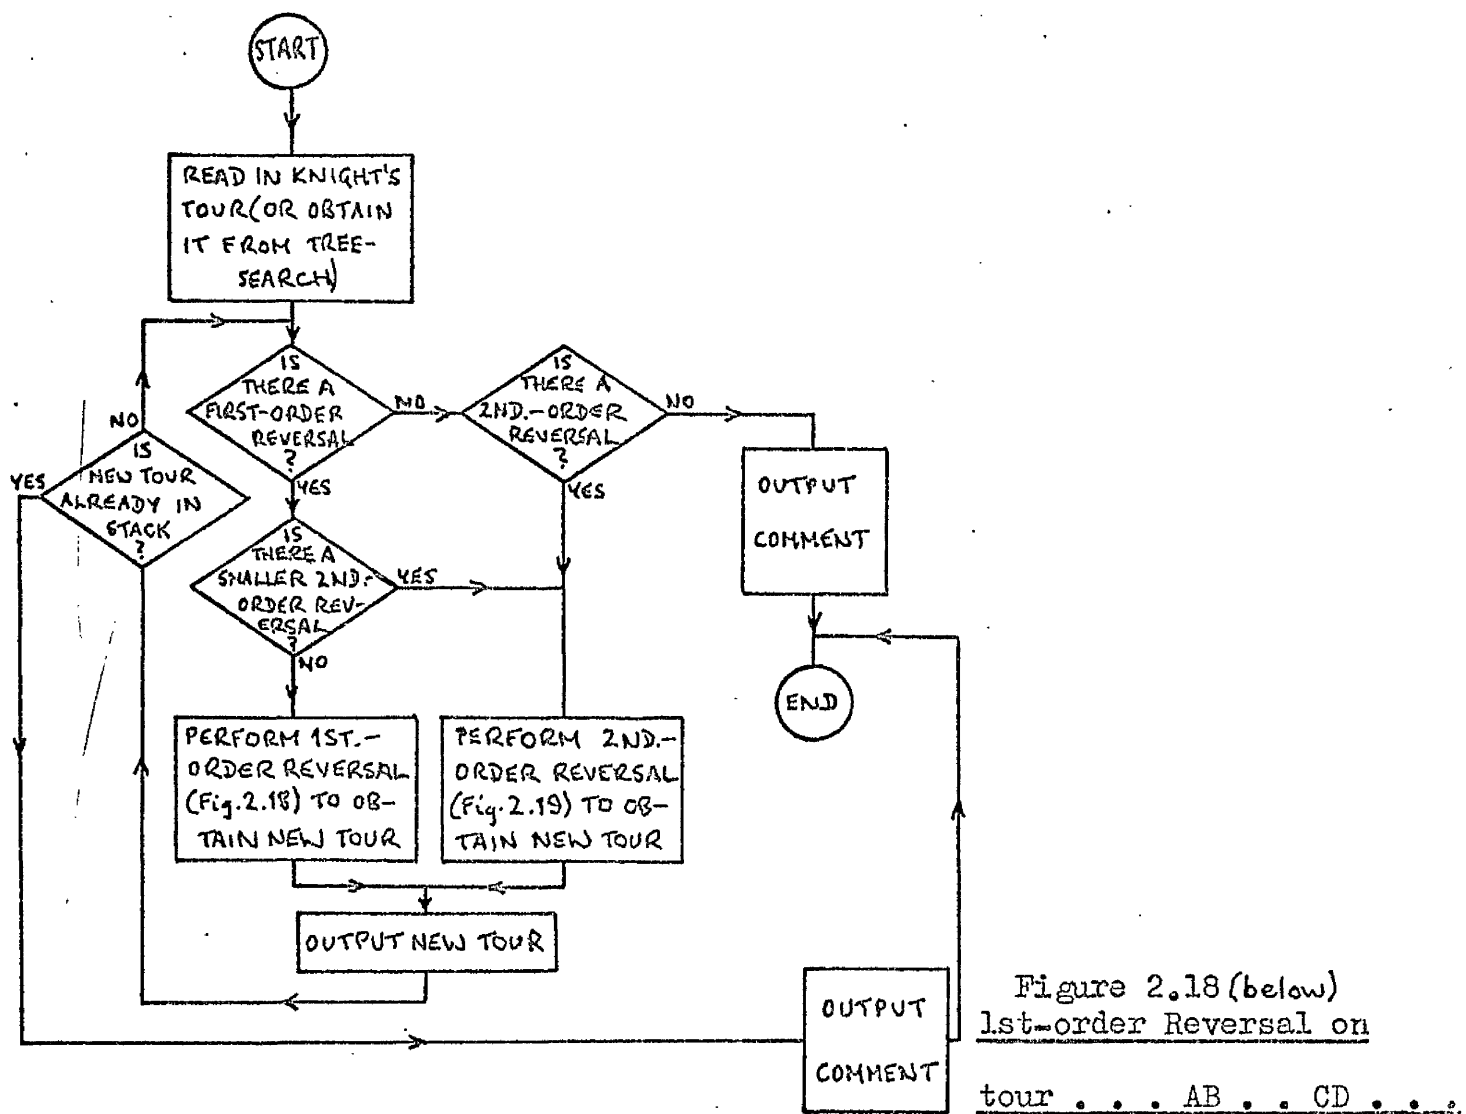 START
READ IN KNIGHT'S
TOUR(OR OBTAIN
IT FROM TREE-
SEARCH)
IS
THERE A
FIRST-ORDER
REVERSAL
?
NO
YES
IS
THERE A
2ND.-ORDER
REVERSAL
?
NO
YES
OUTPUT
COMMENT
END
NO
YES
IS
NEW TOUR
ALREADY IN
STACK
?
IS
THERE A
SMALLER 2ND.-
ORDER REV-
ERSAL
?
YES
NO
PERFORM 1ST.-
ORDER REVERSAL
(Fig.2.18) TO OB-
TAIN NEW TOUR
PERFORM 2ND.-
ORDER REVERSAL
(Fig.2.19) TO OB-
TAIN NEW TOUR
OUTPUT NEW TOUR
OUTPUT
COMMENT
Figure 2.18 (below)
1st-order Reversal on
tour . . . AB . . CD . . .